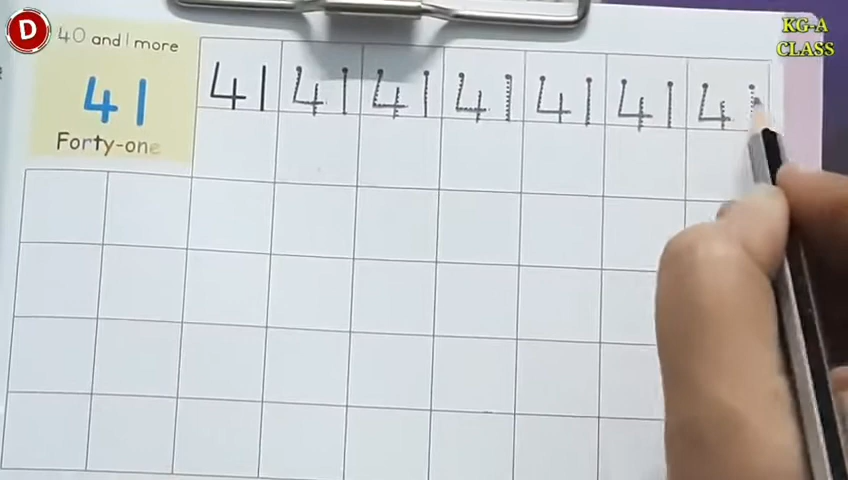 D
KG-A
CLASS
40 and 1 more
41
Forty-one
41 41 41 41 41 41 41